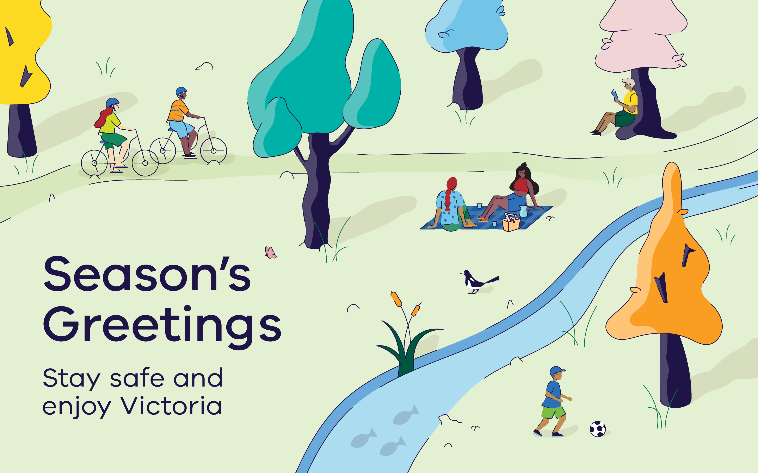 Season's
Greetings
Stay safe and
enjoy Victoria